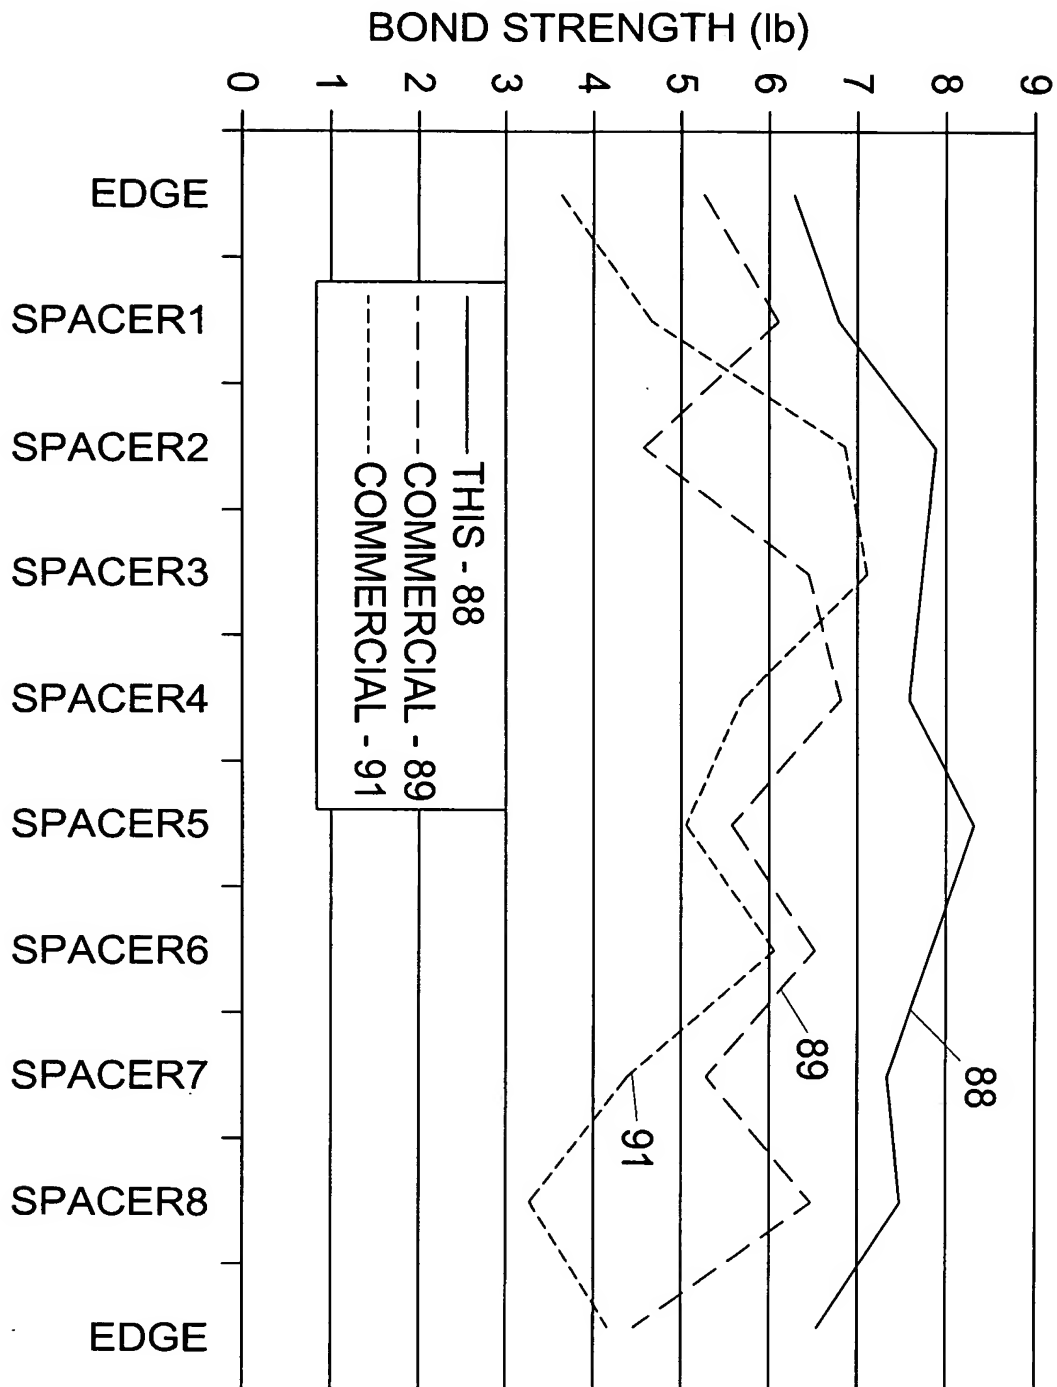 BOND STRENGTH (lb)
0
1
2
3
4
5
6
7
8
9
EDGE
SPACER1
SPACER2
SPACER3
SPACER4
SPACER5
SPACER6
SPACER7
SPACER8
EDGE
THIS - 88
COMMERCIAL - 89
COMMERCIAL - 91
88
89
91